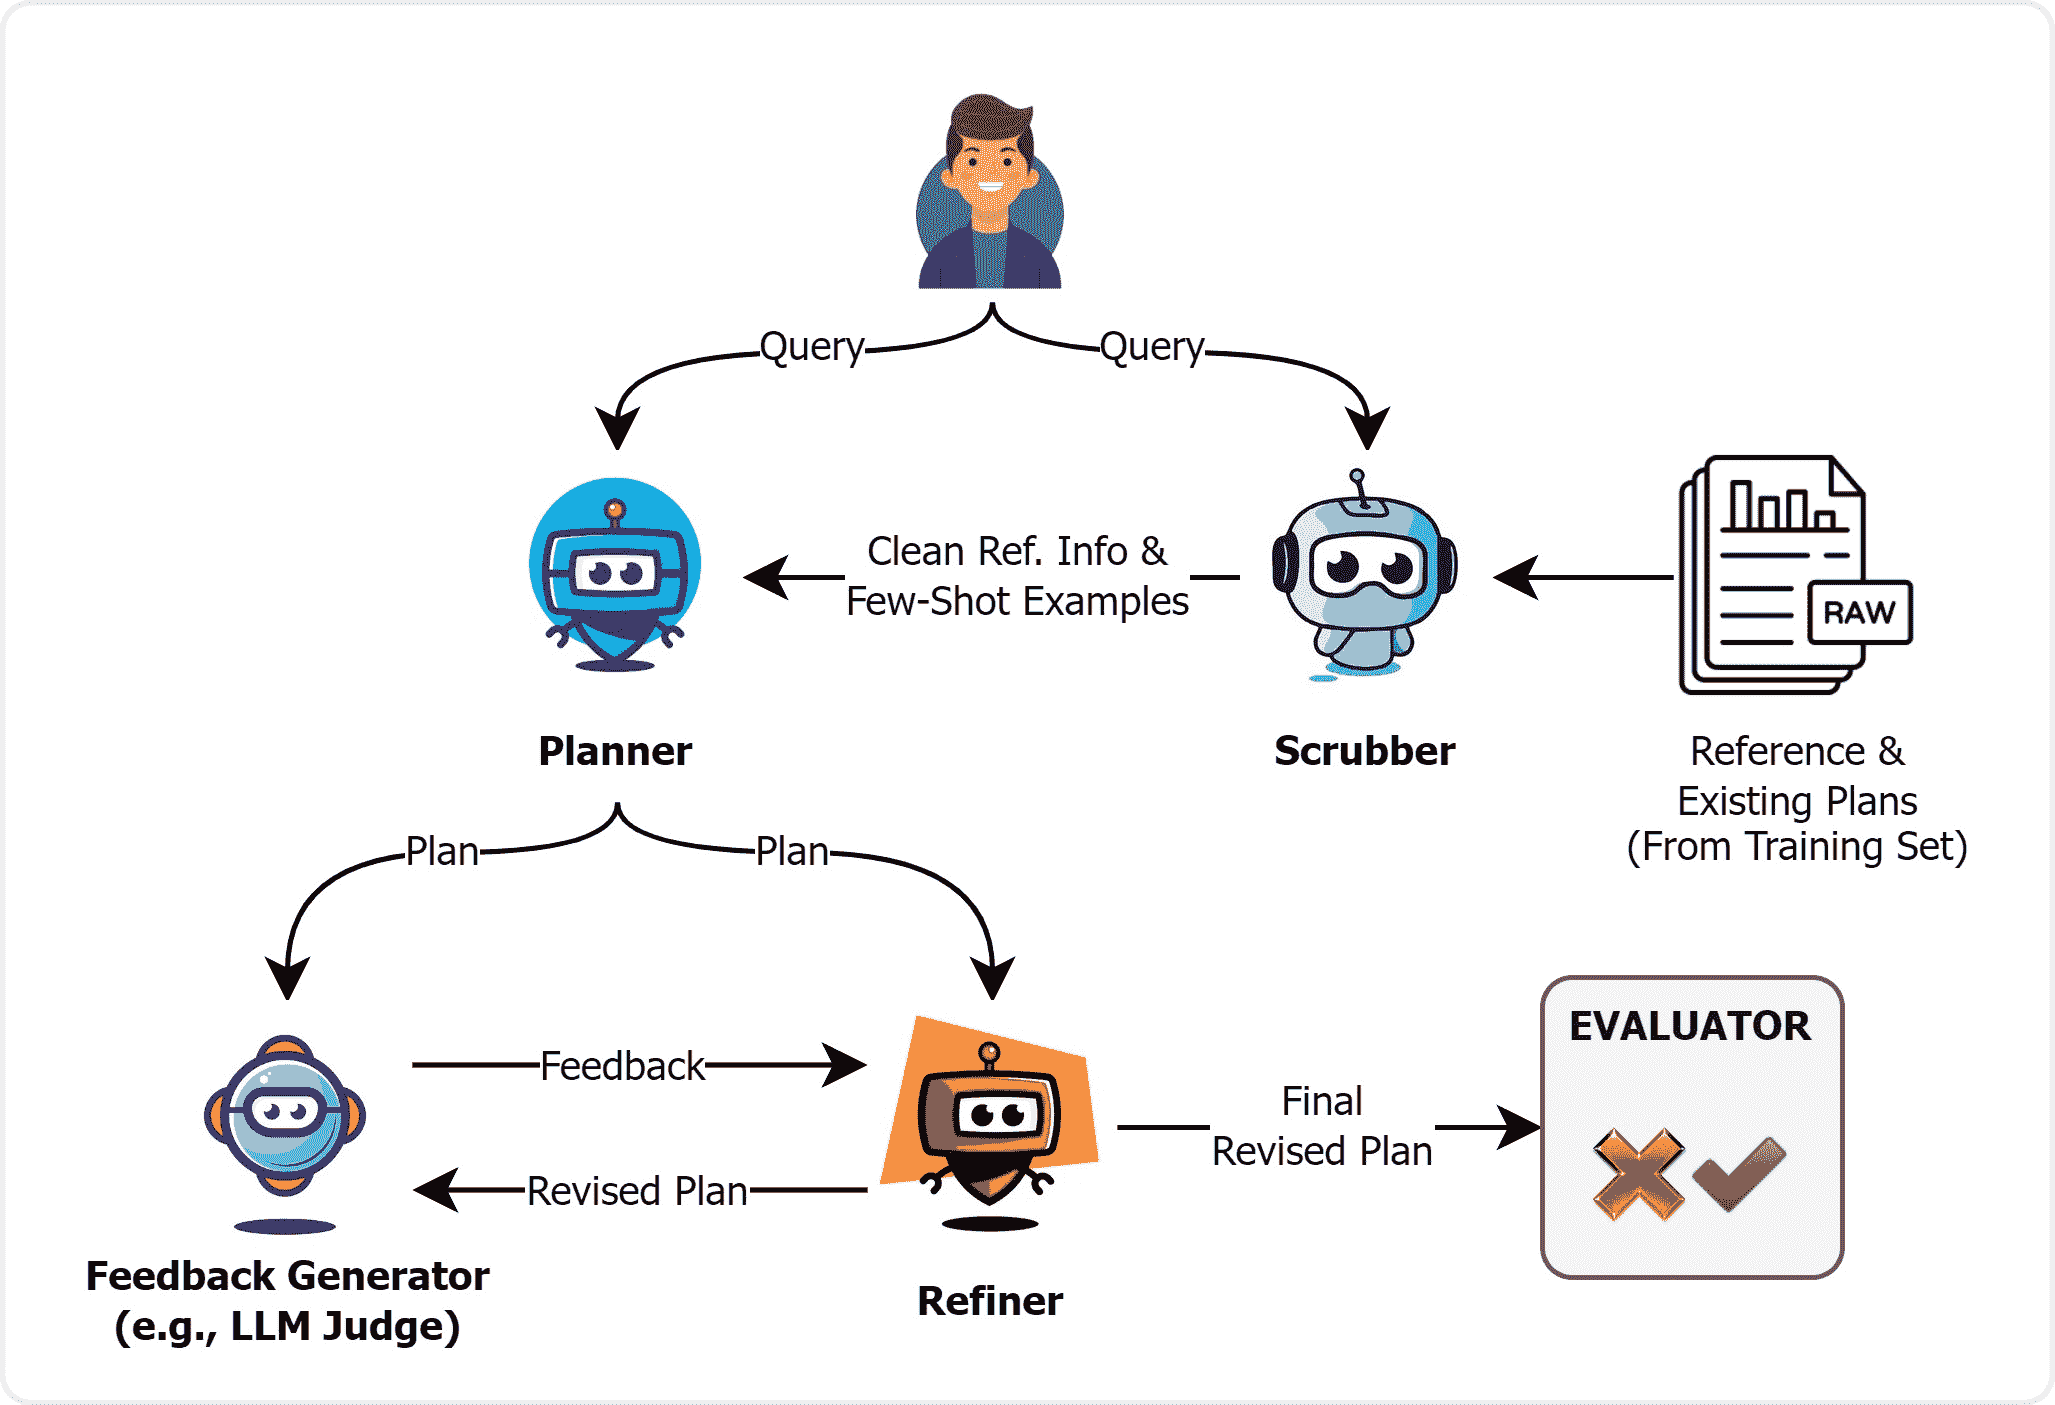 Query
Query
Clean Ref. Info &
Few-Shot Examples
RAW
Planner
Scrubber
Reference &
Existing Plans
(From Training Set)
Plan
Plan
Feedback
Revised Plan
Final
Revised Plan
EVALUATOR
Feedback Generator
(e.g., LLM Judge)
Refiner